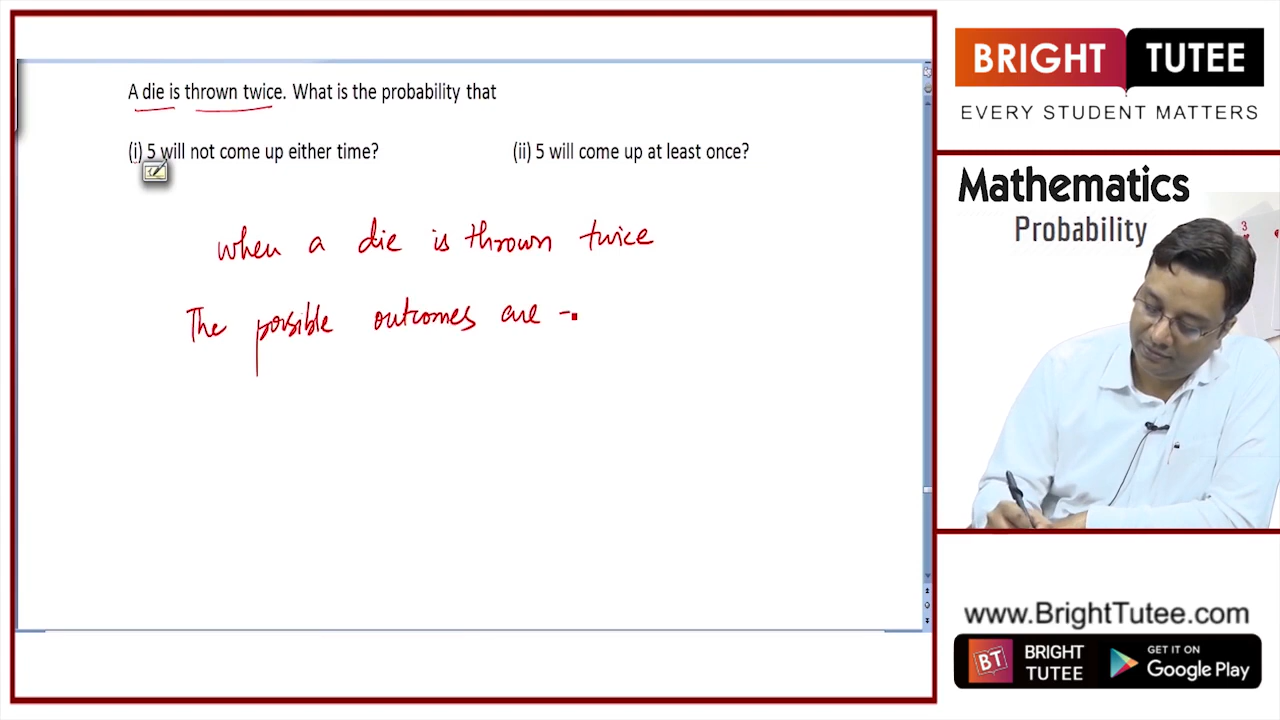 A die is thrown twice. What is the probability that
(i) 5 will not come up either time?
(ii) 5 will come up at least once?
when a die is thrown twice
The possible outcomes are -
BRIGHT TUTEE
EVERY STUDENT MATTERS
Mathematics
Probability
3
www.BrightTutee.com
BT
BRIGHT
TUTEE
GET IT ON
Google Play